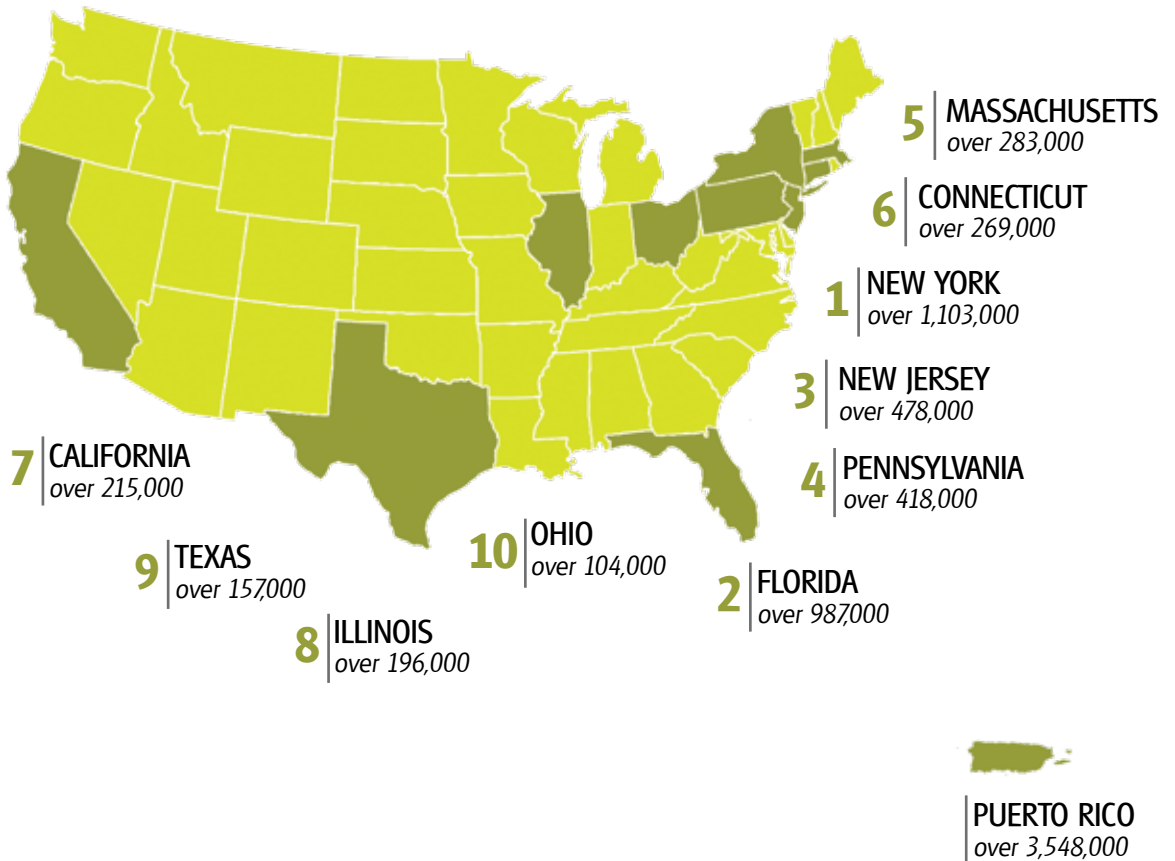 5 MASSACHUSETTS
over 283,000
6 CONNECTICUT
over 269,000
1 NEW YORK
over 1,103,000
3 NEW JERSEY
over 478,000
4 PENNSYLVANIA
over 418,000
7 CALIFORNIA
over 215,000
10 OHIO
over 104,000
9 TEXAS
over 157,000
2 FLORIDA
over 987,000
8 ILLINOIS
over 196,000
PUERTO RICO
over 3,548,000